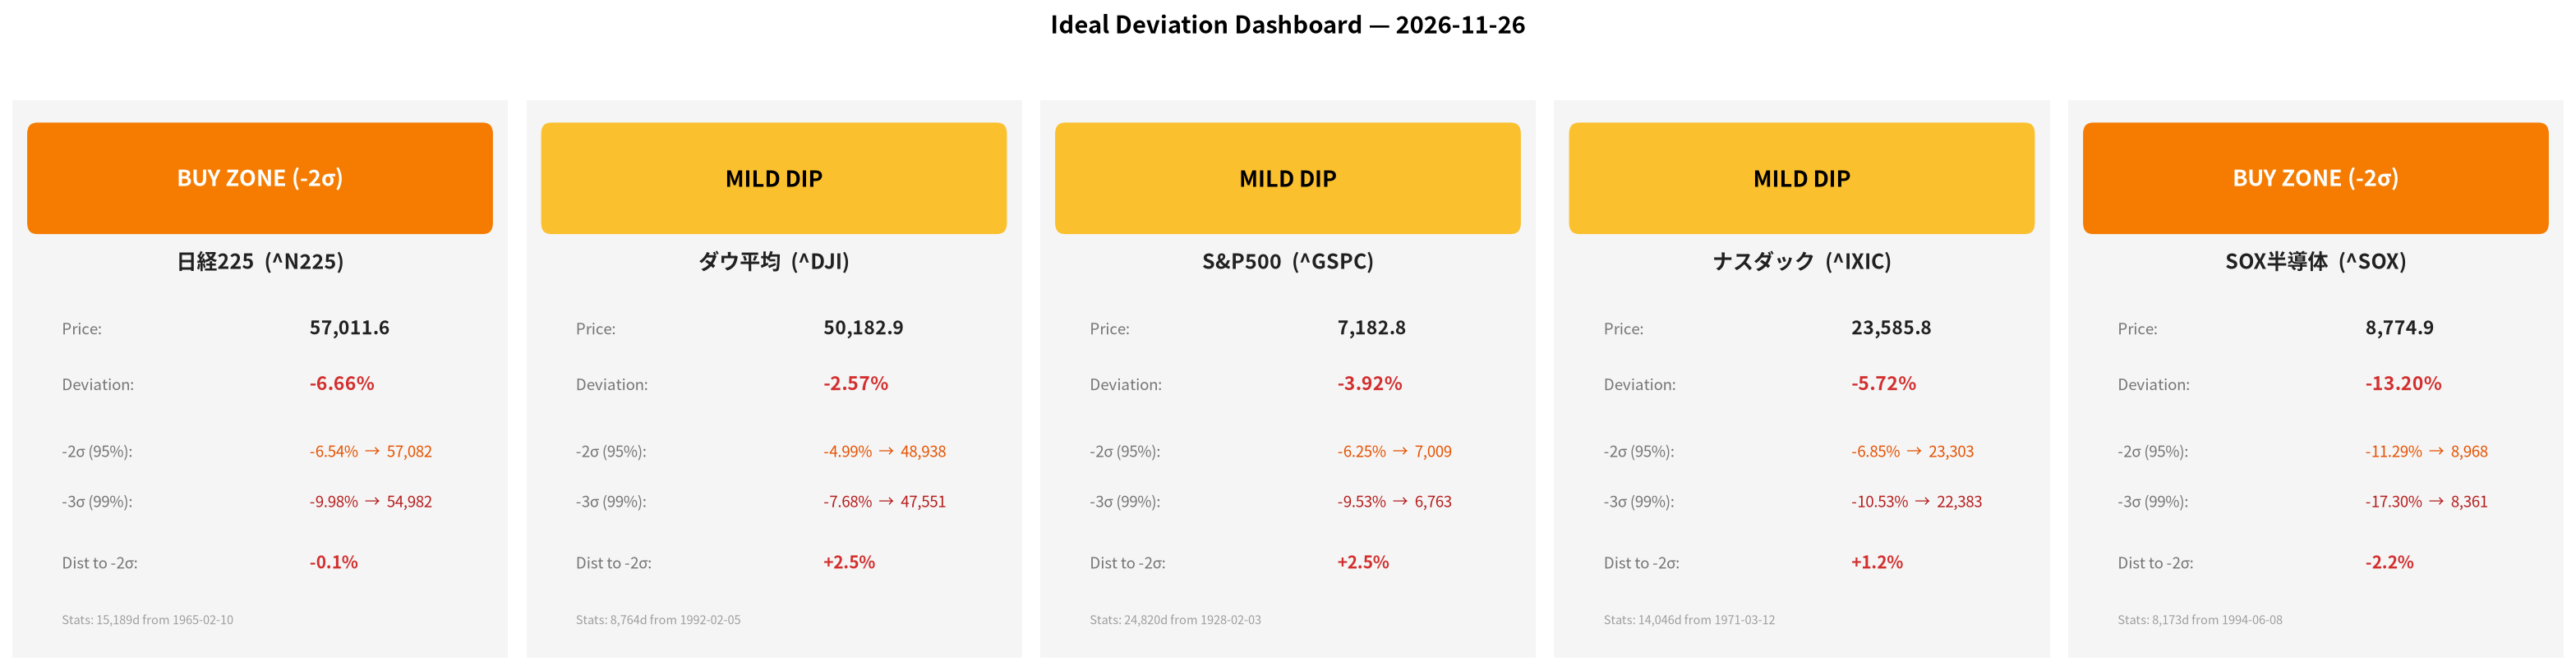 Ideal Deviation Dashboard — 2026-11-26
BUY ZONE (-2σ)
日経225 (^N225)
Price: 57,011.6
Deviation: -6.66%
-2σ (95%): -6.54% → 57,082
-3σ (99%): -9.98% → 54,982
Dist to -2σ: -0.1%
Stats: 15,189d from 1965-02-10
MILD DIP
ダウ平均 (^DJI)
Price: 50,182.9
Deviation: -2.57%
-2σ (95%): -4.99% → 48,938
-3σ (99%): -7.68% → 47,551
Dist to -2σ: +2.5%
Stats: 8,764d from 1992-02-05
MILD DIP
S&P500 (^GSPC)
Price: 7,182.8
Deviation: -3.92%
-2σ (95%): -6.25% → 7,009
-3σ (99%): -9.53% → 6,763
Dist to -2σ: +2.5%
Stats: 24,820d from 1928-02-03
MILD DIP
ナスダック (^IXIC)
Price: 23,585.8
Deviation: -5.72%
-2σ (95%): -6.85% → 23,303
-3σ (99%): -10.53% → 22,383
Dist to -2σ: +1.2%
Stats: 14,046d from 1971-03-12
BUY ZONE (-2σ)
SOX半導体 (^SOX)
Price: 8,774.9
Deviation: -13.20%
-2σ (95%): -11.29% → 8,968
-3σ (99%): -17.30% → 8,361
Dist to -2σ: -2.2%
Stats: 8,173d from 1994-06-08